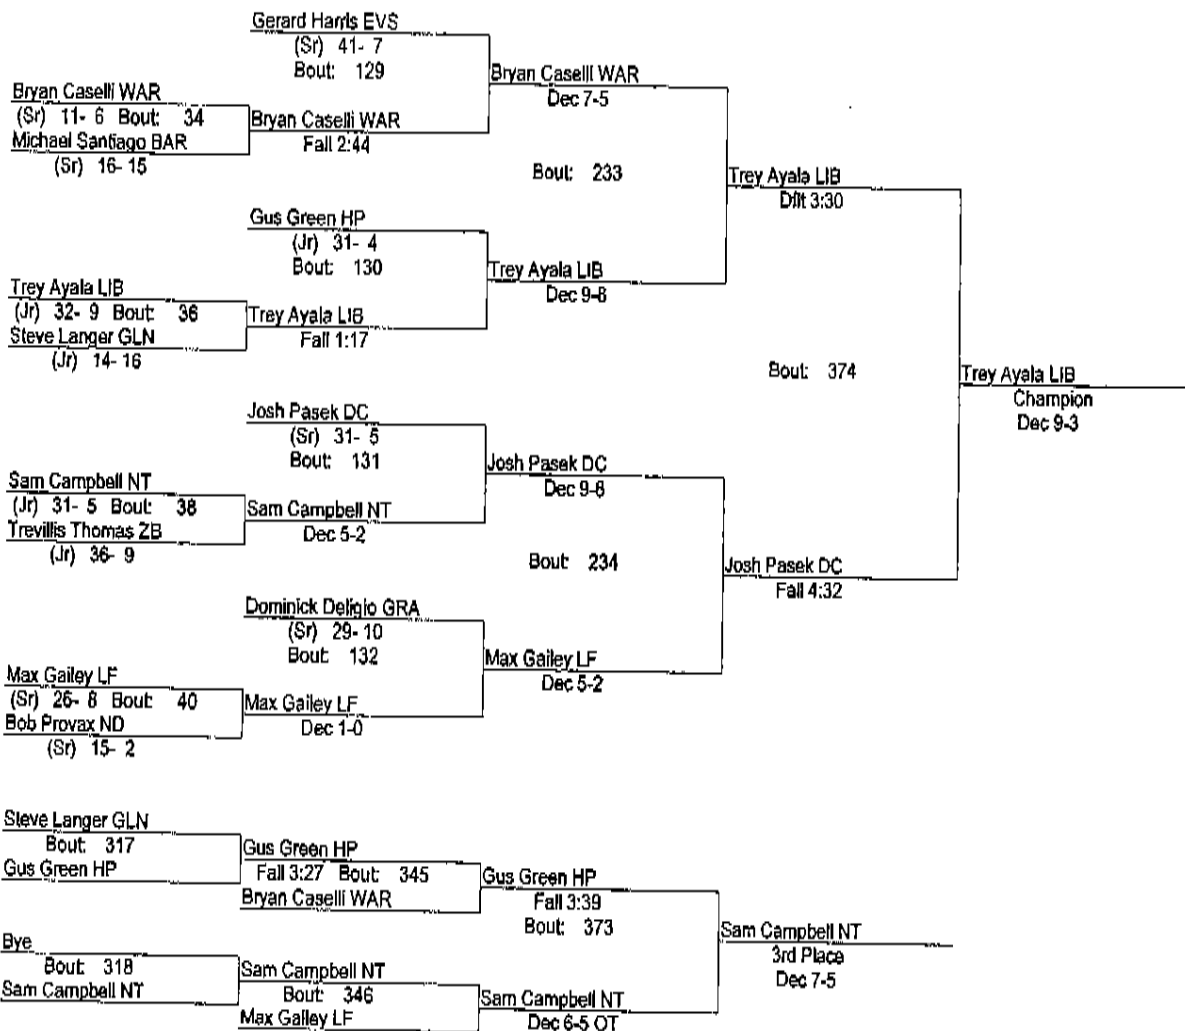 Gerard Harris EVS
(Sr) 41- 7
Bout: 129
Bryan Caselli WAR
(Sr) 11- 6 Bout: 34
Michael Santiago BAR
(Sr) 16- 15
Bryan Caselli WAR
Fall 2:44
Bryan Caselli WAR
Dec 7-5
Bout: 233
Gus Green HP
(Jr) 31- 4
Bout: 130
Trey Ayala LIB
(Jr) 32- 9 Bout: 36
Steve Langer GLN
(Jr) 14- 16
Trey Ayala LIB
Fall 1:17
Trey Ayala LIB
Dec 9-8
Trey Ayala LIB
Dflt 3:30
Bout: 374
Trey Ayala LIB
Champion
Dec 9-3
Josh Pasek DC
(Sr) 31- 5
Bout: 131
Sam Campbell NT
(Jr) 31- 5 Bout: 38
Trevillis Thomas ZB
(Jr) 36- 9
Sam Campbell NT
Dec 5-2
Josh Pasek DC
Dec 9-8
Bout: 234
Josh Pasek DC
Fall 4:32
Dominick Deligio GRA
(Sr) 29- 10
Bout: 132
Max Gailey LF
(Sr) 26- 8 Bout: 40
Bob Provax ND
(Sr) 15- 2
Max Gailey LF
Dec 1-0
Max Gailey LF
Dec 5-2
Steve Langer GLN
Bout: 317
Gus Green HP
Gus Green HP
Fall 3:27 Bout: 345
Bryan Caselli WAR
Gus Green HP
Fall 3:39
Bout: 373
Bye
Bout: 318
Sam Campbell NT
Sam Campbell NT
Bout: 346
Max Gailey LF
Sam Campbell NT
Dec 6-5 OT
Sam Campbell NT
3rd Place
Dec 7-5